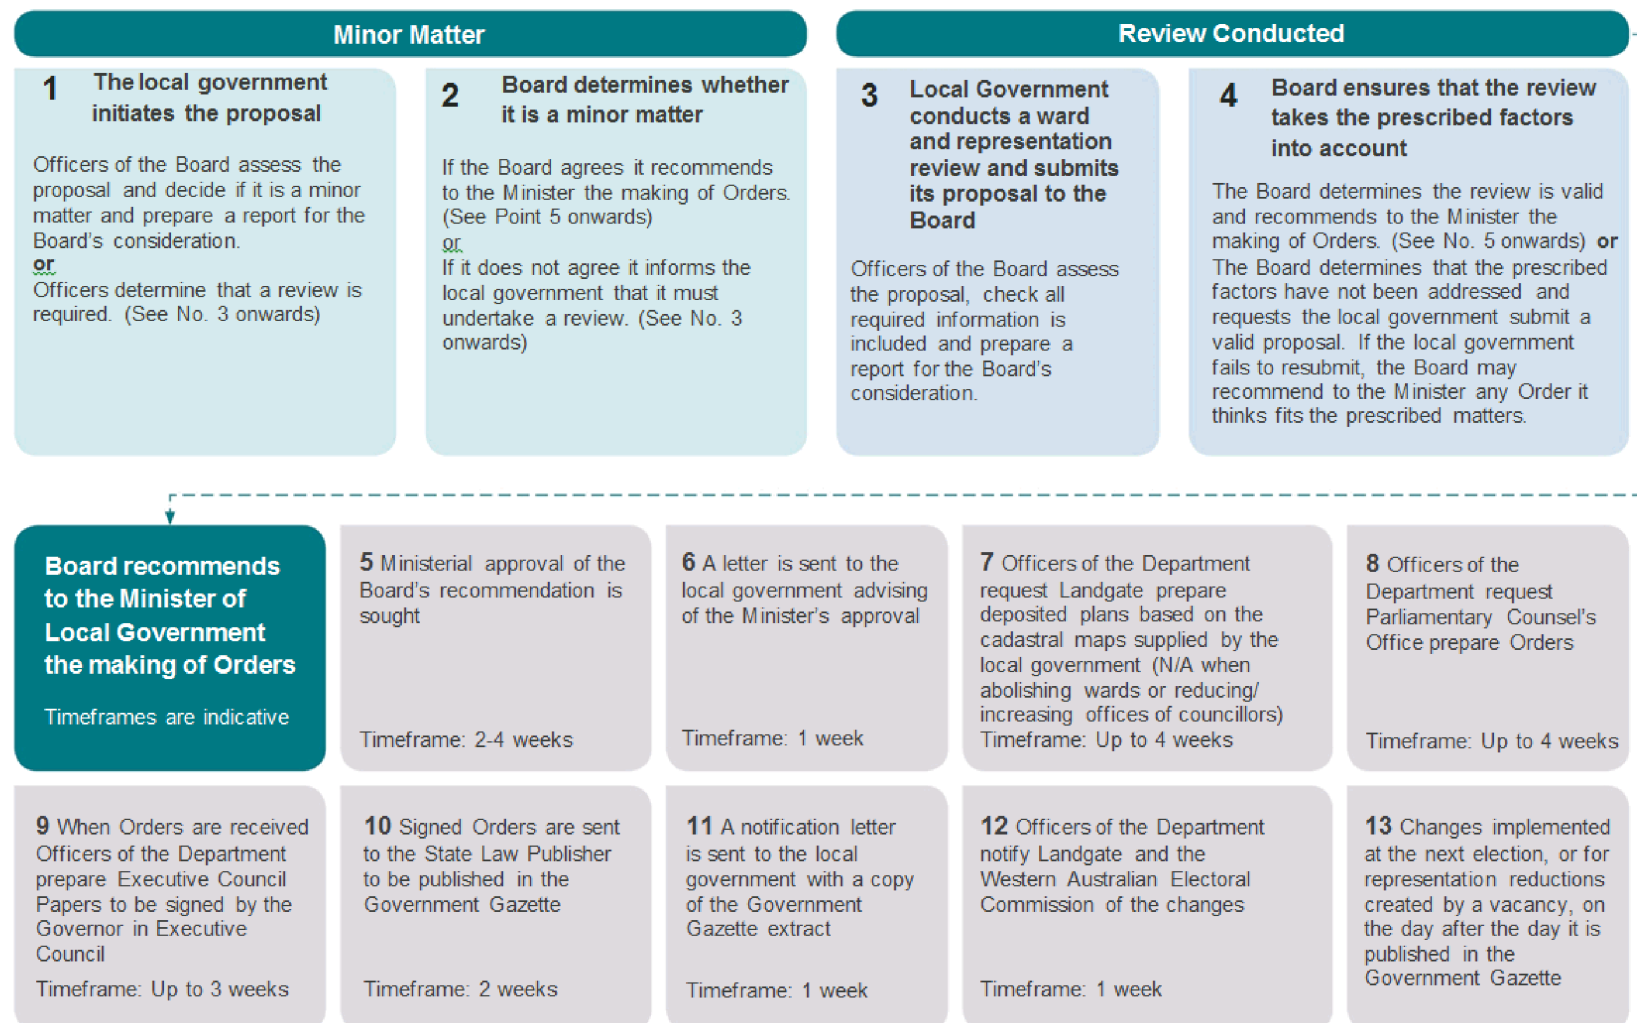 Minor Matter
1 The local government
initiates the proposal
Officers of the Board assess the
proposal and decide if it is a minor
matter and prepare a report for the
Board's consideration.
or
Officers determine that a review is
required. (See No. 3 onwards)
2 Board determines whether
it is a minor matter
If the Board agrees it recommends
to the Minister the making of Orders.
(See Point 5 onwards)
or
If it does not agree it informs the
local government that it must
undertake a review. (See No. 3
onwards)
Review Conducted
3 Local Government
conducts a ward
and representation
review and submits
its proposal to the
Board
Officers of the Board assess
the proposal, check all
required information is
included and prepare a
report for the Board's
consideration.
4 Board ensures that the review
takes the prescribed factors
into account
The Board determines the review is valid
and recommends to the Minister the
making of Orders. (See No. 5 onwards) or
The Board determines that the prescribed
factors have not been addressed and
requests the local government submit a
valid proposal. If the local government
fails to resubmit, the Board may
recommend to the Minister any Order it
thinks fits the prescribed matters.
Board recommends
to the Minister of
Local Government
the making of Orders
Timeframes are indicative
5 Ministerial approval of the
Board's recommendation is
sought
Timeframe: 2-4 weeks
6 A letter is sent to the
local government advising
of the Minister's approval
Timeframe: 1 week
7 Officers of the Department
request Landgate prepare
deposited plans based on the
cadastral maps supplied by the
local government (N/A when
abolishing wards or reducing/
increasing offices of councillors)
Timeframe: Up to 4 weeks
8 Officers of the
Department request
Parliamentary Counsel's
Office prepare Orders
Timeframe: Up to 4 weeks
9 When Orders are received
Officers of the Department
prepare Executive Council
Papers to be signed by the
Governor in Executive
Council
Timeframe: Up to 3 weeks
10 Signed Orders are sent
to the State Law Publisher
to be published in the
Government Gazette
Timeframe: 2 weeks
11 A notification letter
is sent to the local
government with a copy
of the Government
Gazette extract
Timeframe: 1 week
12 Officers of the Department
notify Landgate and the
Western Australian Electoral
Commission of the changes
Timeframe: 1 week
13 Changes implemented
at the next election, or for
representation reductions
created by a vacancy, on
the day after the day it is
published in the
Government Gazette